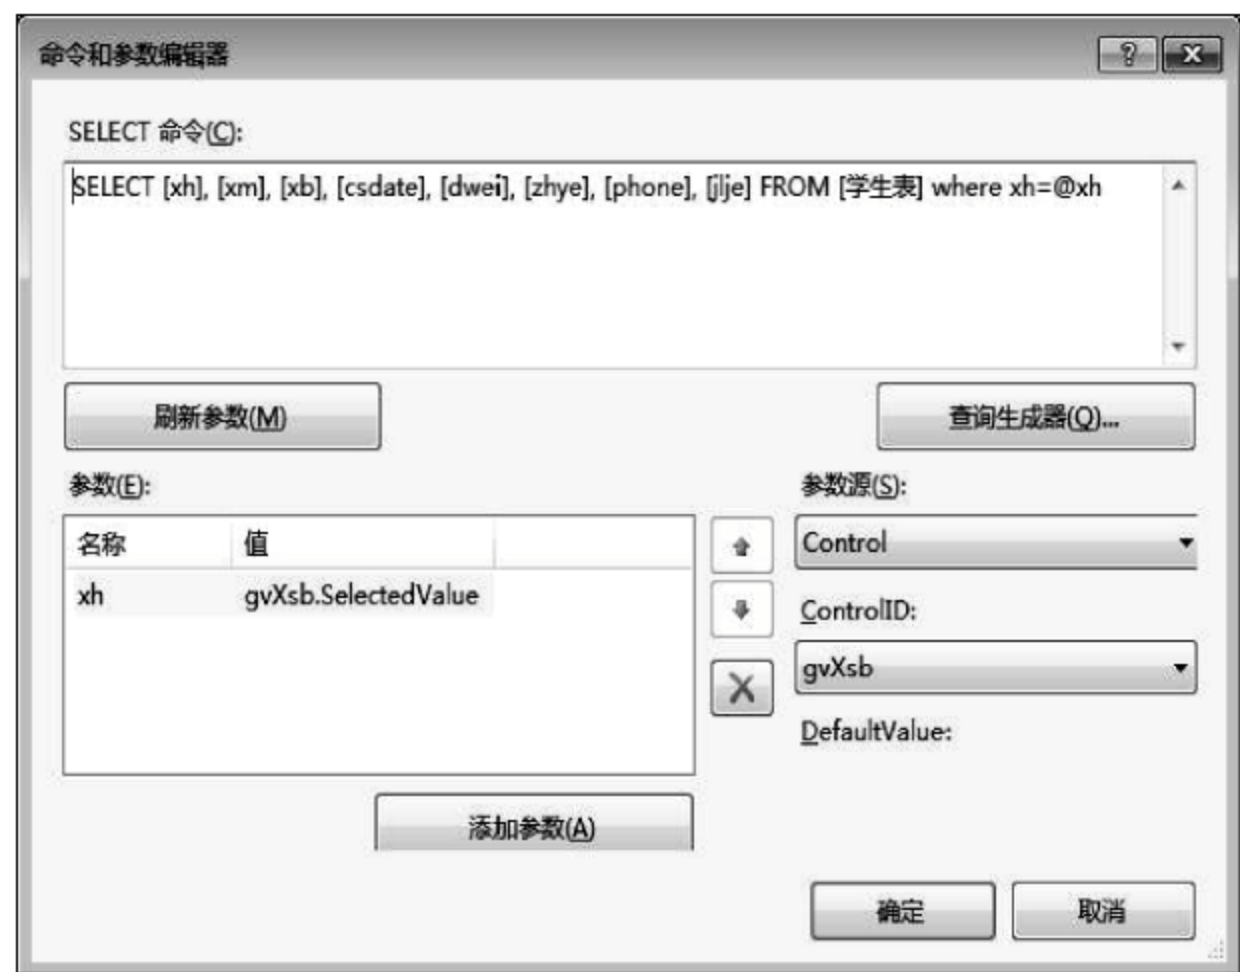 命令和参数编辑器
SELECT 命令(C):
SELECT [xh], [xm], [xb], [csdate], [dwei], [zhye], [phone], [jlje] FROM [学生表] where xh=@xh
刷新参数(M)
查询生成器(Q)...
参数(E):
参数源(S):
名称 值
Control
xh gvXsb.SelectedValue
ControlID:
gvXsb
DefaultValue:
添加参数(A)
确定 取消